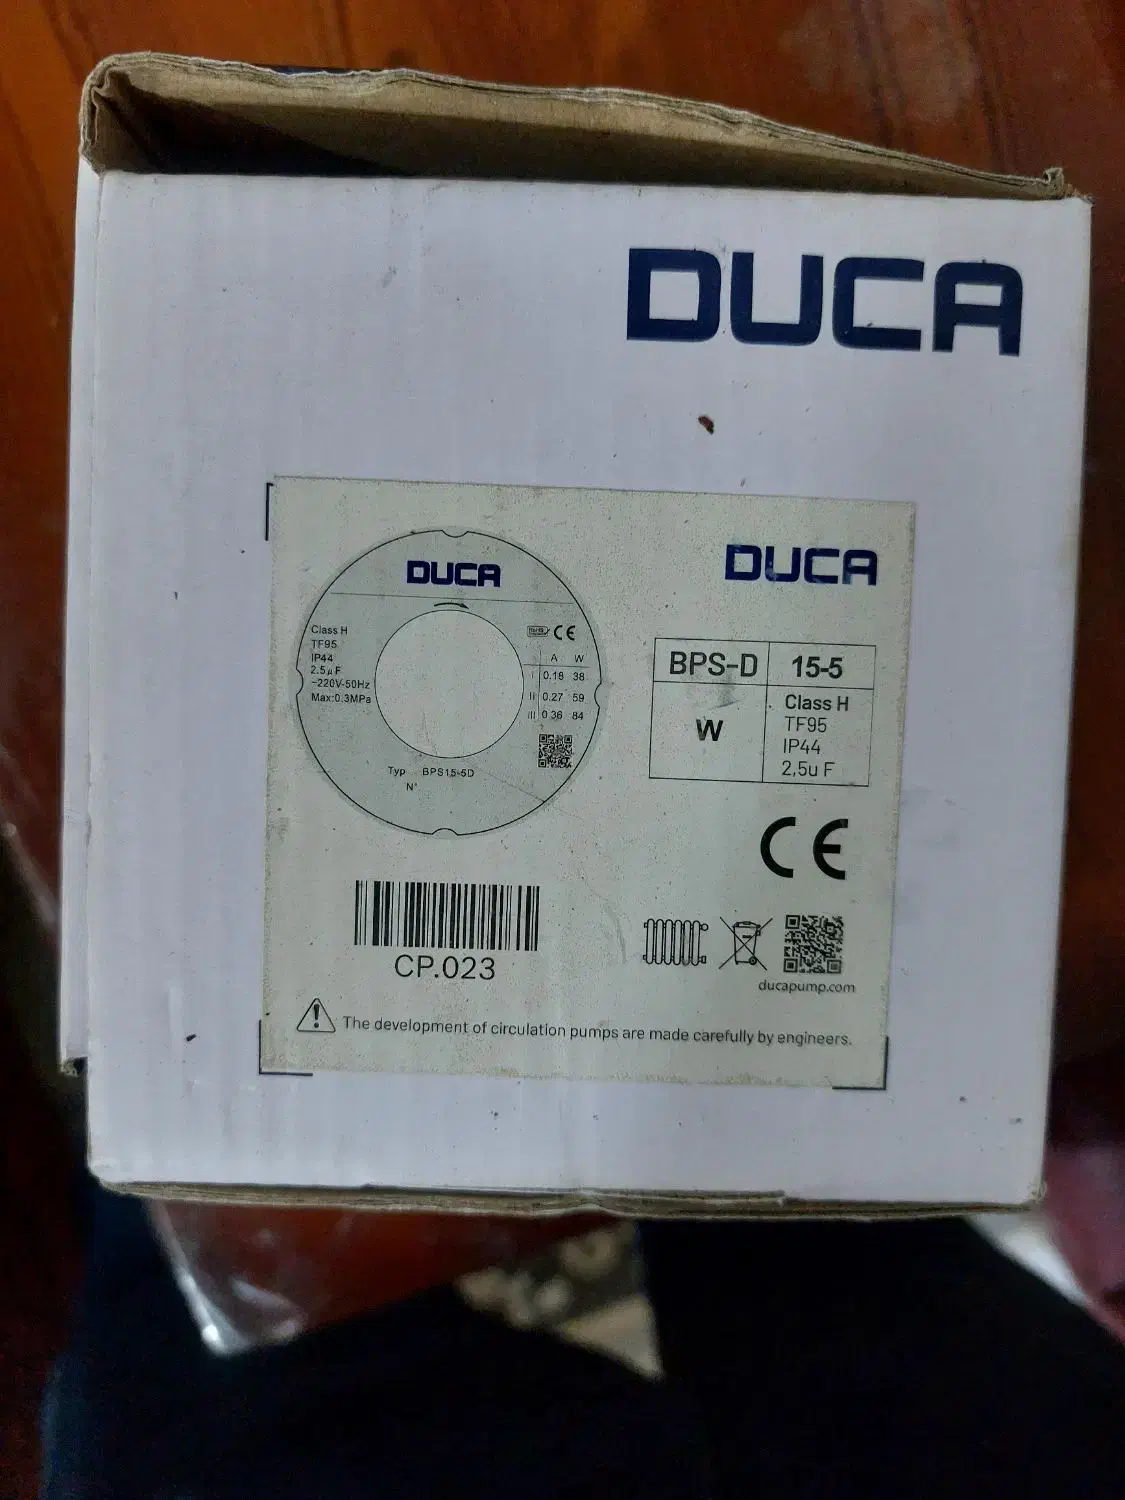 DUCA
DUCA
Class H
TF95
IP44
2.5µF
~220V-50Hz
Max:0.3MPa
RoHS CE
A W
I 0.18 38
II 0.27 59
III 0.36 84
Typ BPS15-5D
N°
DUCA
BPS-D 15-5
W
Class H
TF95
IP44
2,5u F
CE
CP.023
ducapump.com
The development of circulation pumps are made carefully by engineers.